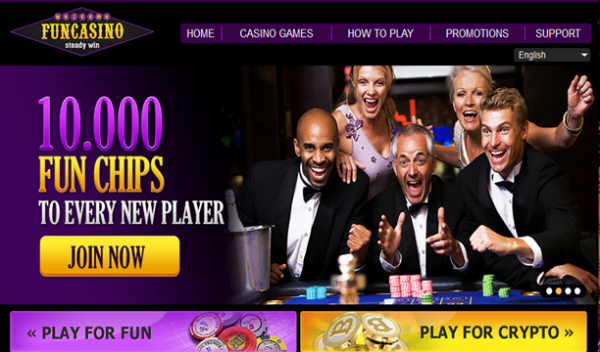 WELCOME
FUNCASINO
steady win
HOME
CASINO GAMES
HOW TO PLAY
PROMOTIONS
SUPPORT
English
10.000
FUN CHIPS
TO EVERY NEW PLAYER
JOIN NOW
« PLAY FOR FUN
PLAY FOR CRYPTO »